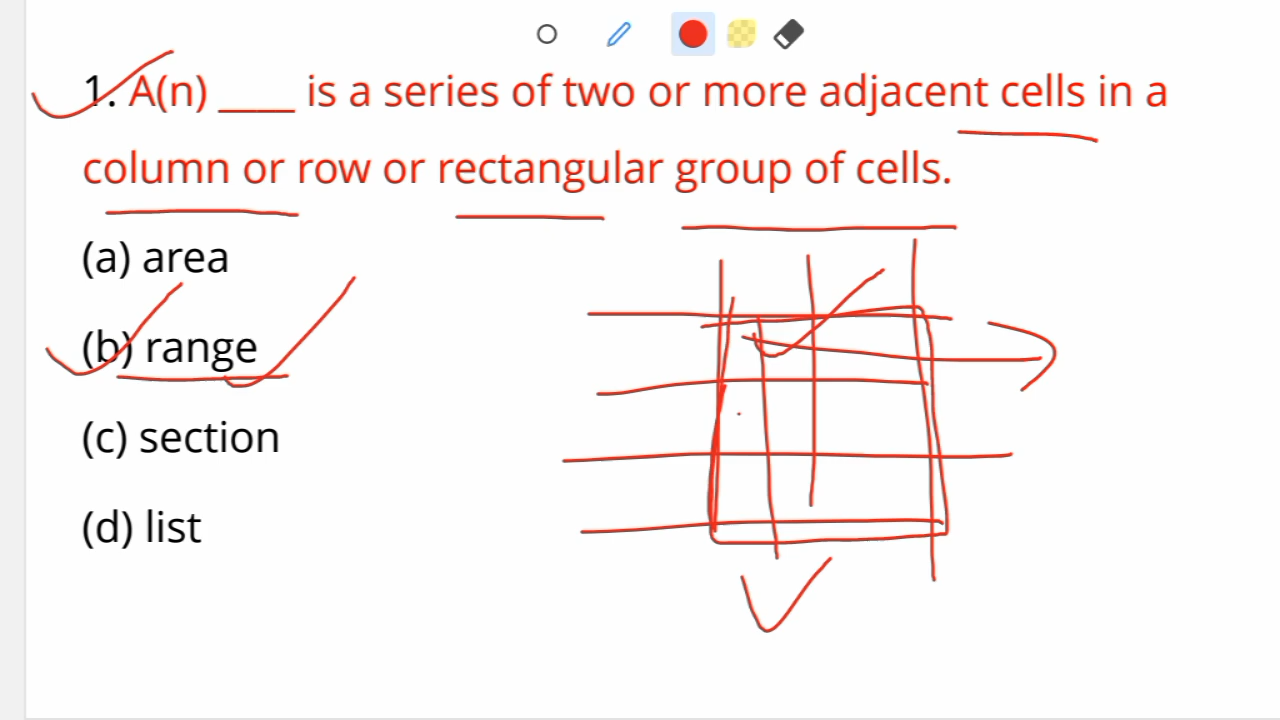 1. A(n) ____ is a series of two or more adjacent cells in a
column or row or rectangular group of cells.
(a) area
(b) range
(c) section
(d) list